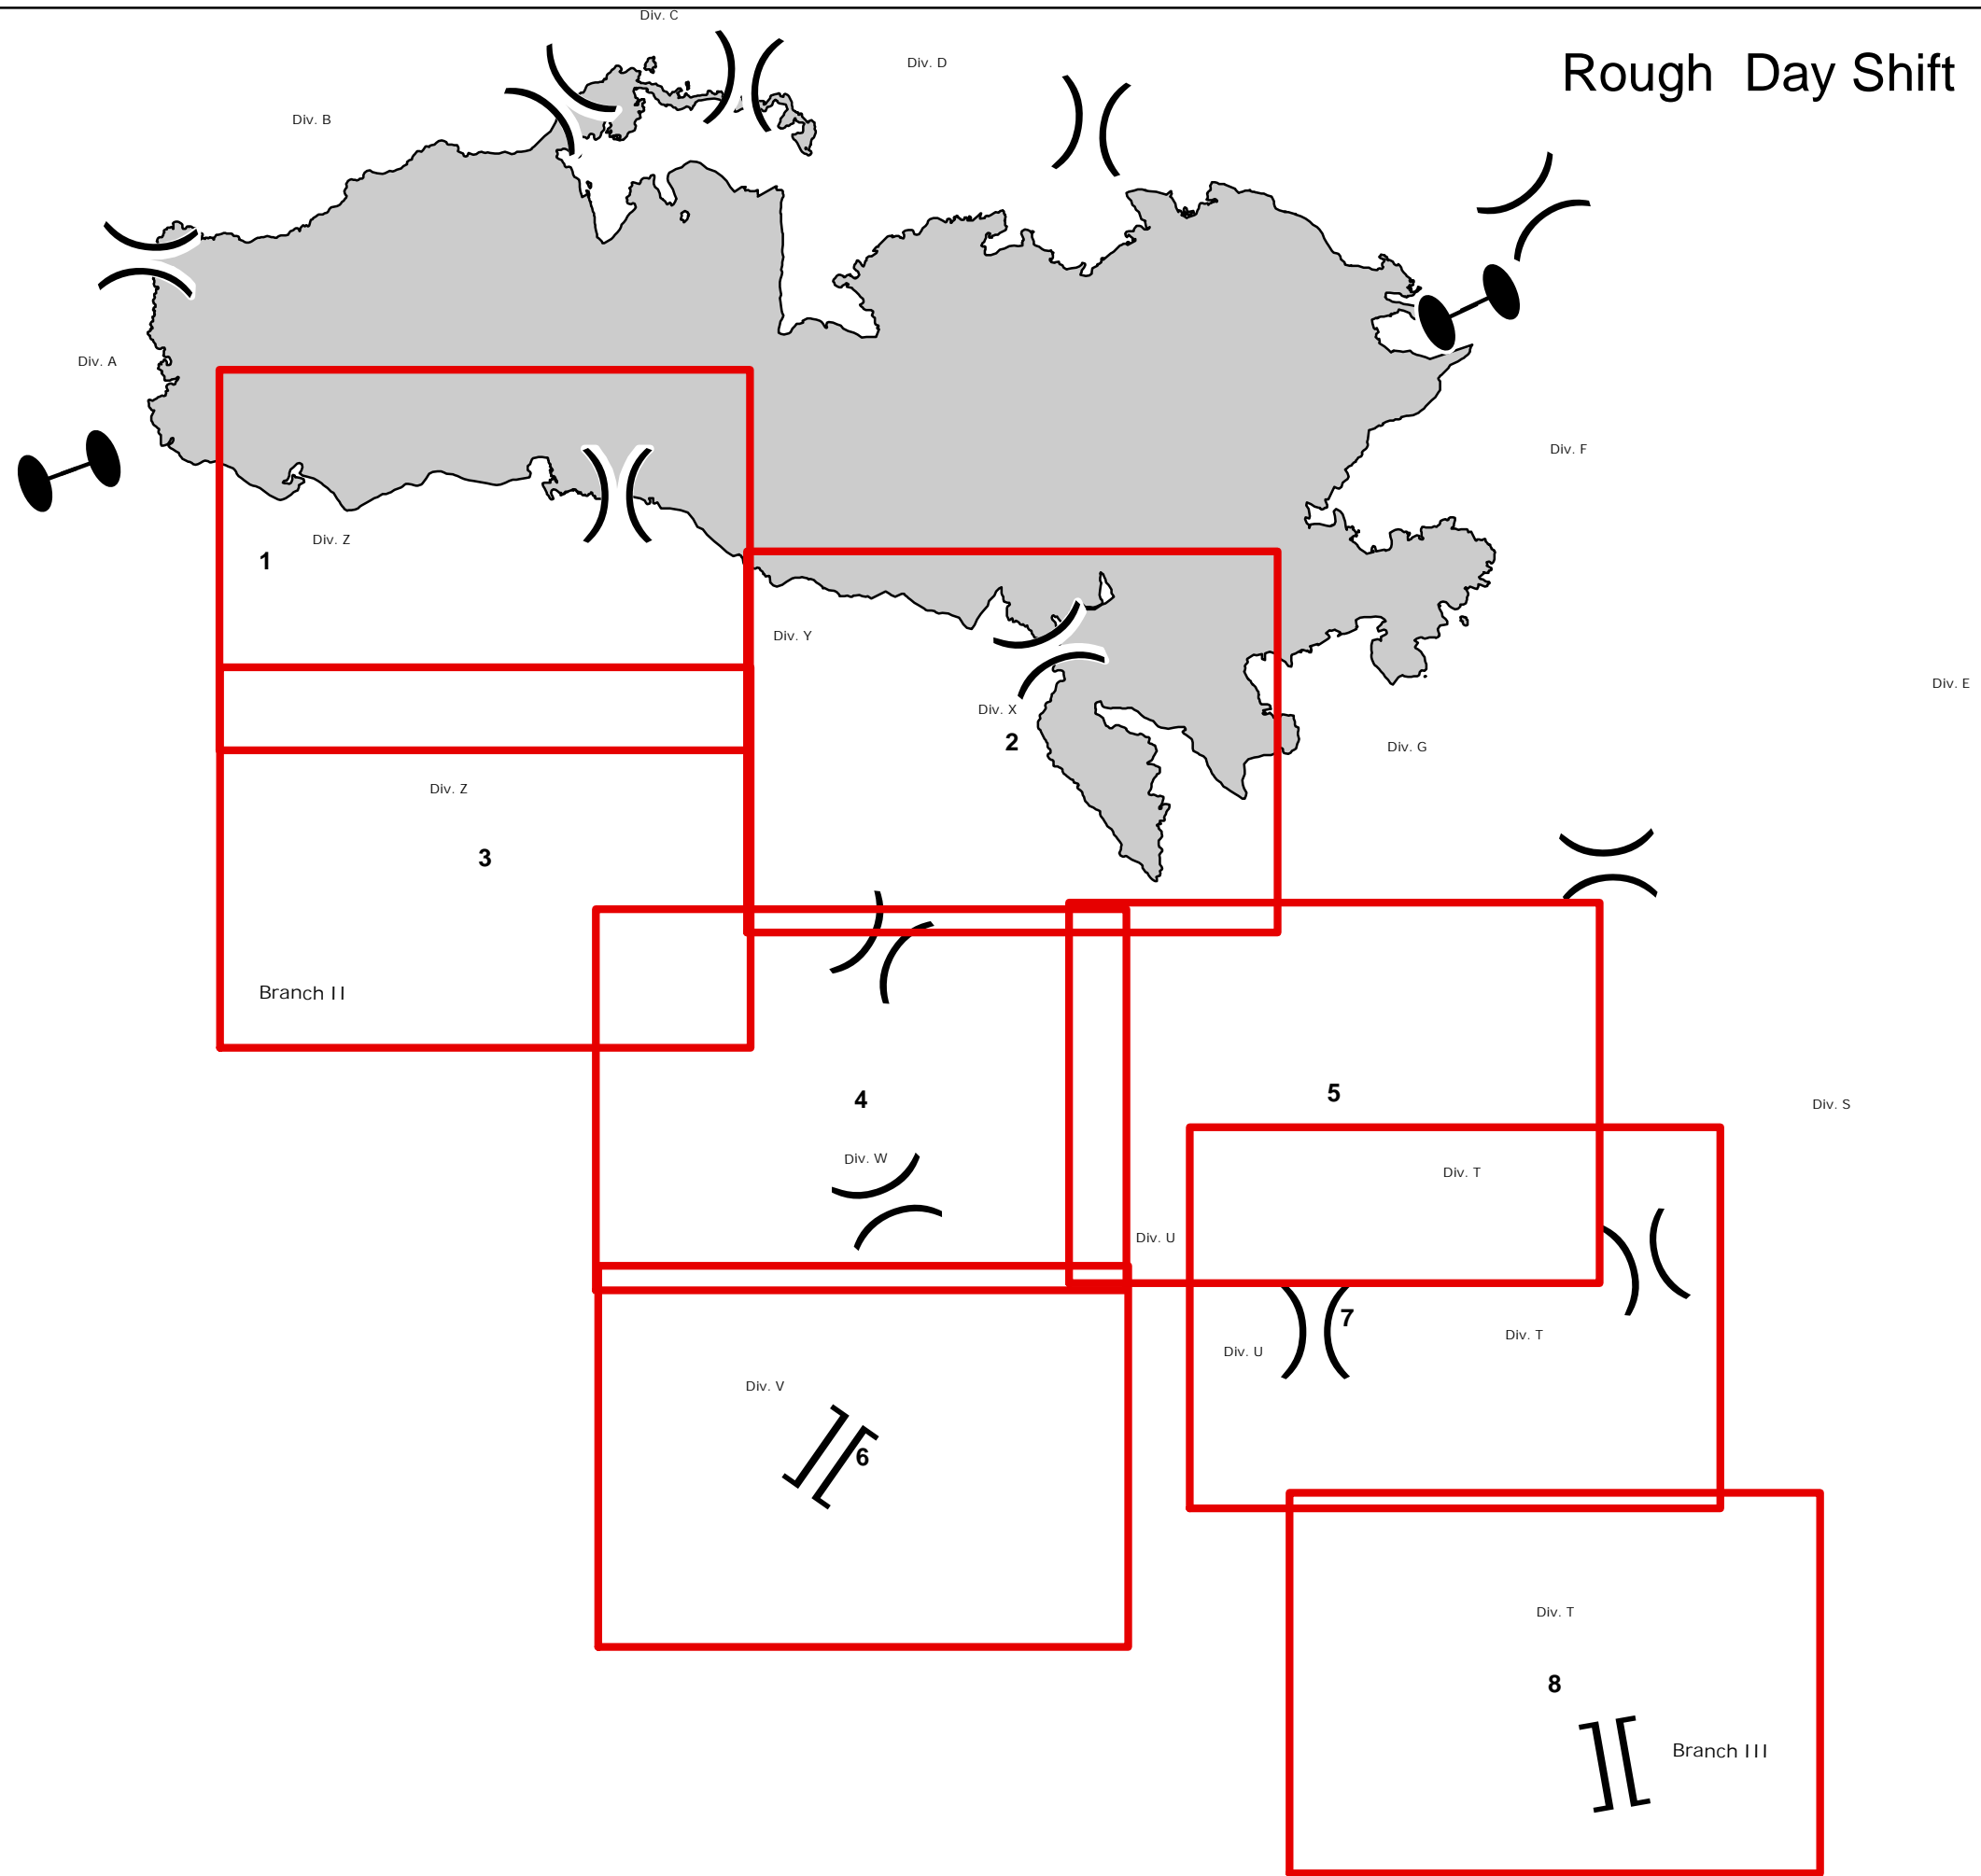 Div. C
Div. D
Rough Day Shift
Div. B
Div. A
Div. F
Div. Z
1
Div. Y
Div. E
Div. X
2
Div. G
Div. Z
3
Branch II
4
5
Div. S
Div. W
Div. T
Div. U
7
Div. T
Div. U
Div. V
6
Div. T
8
Branch III